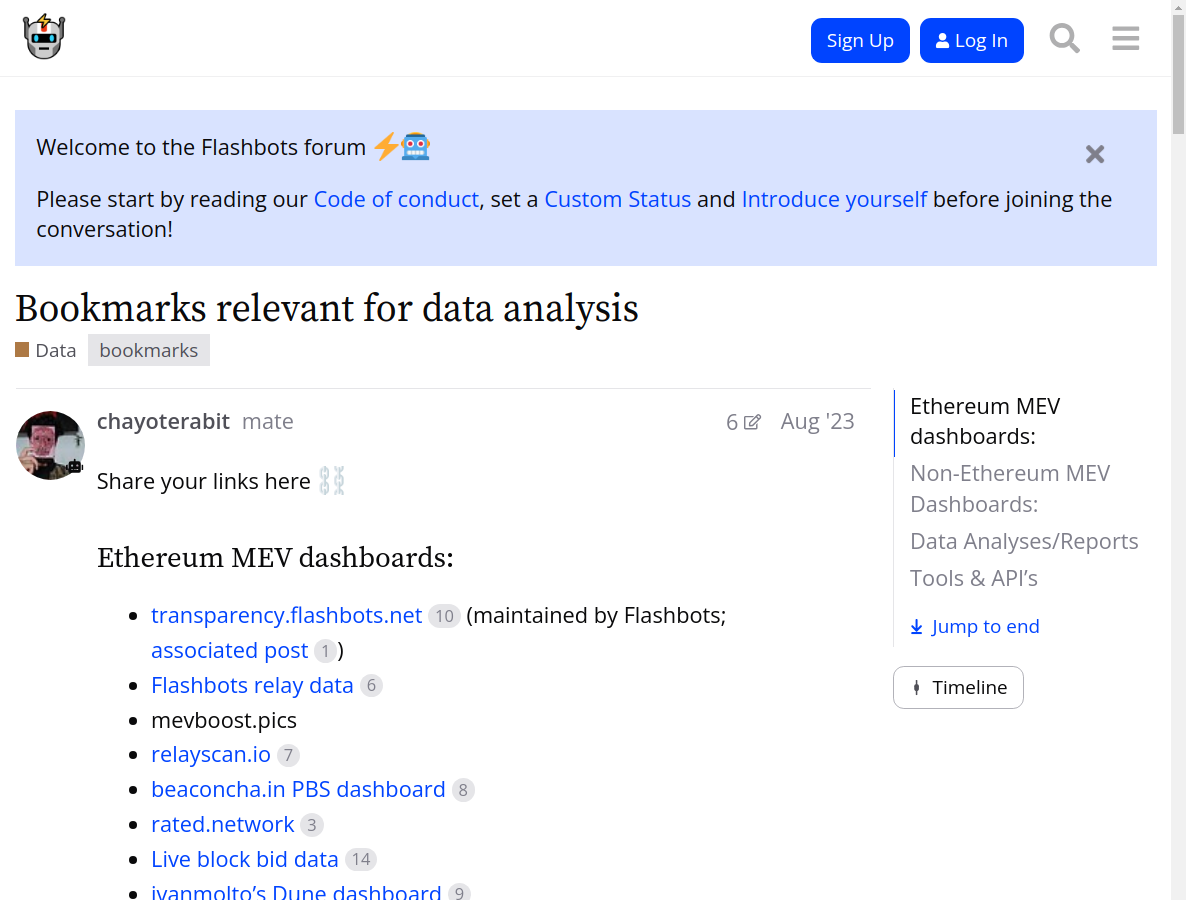 Sign Up
Log In
Welcome to the Flashbots forum
Please start by reading our Code of conduct, set a Custom Status and Introduce yourself before joining the
conversation!
Bookmarks relevant for data analysis
Data bookmarks
chayoterabit mate 6 Aug '23
Share your links here
Ethereum MEV dashboards:
transparency.flashbots.net 10 (maintained by Flashbots;
associated post 1 )
Flashbots relay data 6
mevboost.pics
relayscan.io 7
beaconcha.in PBS dashboard 8
rated.network 3
Live block bid data 14
ivanmolto’s Dune dashboard 9
Ethereum MEV
dashboards:
Non-Ethereum MEV
Dashboards:
Data Analyses/Reports
Tools & API’s
Jump to end
Timeline